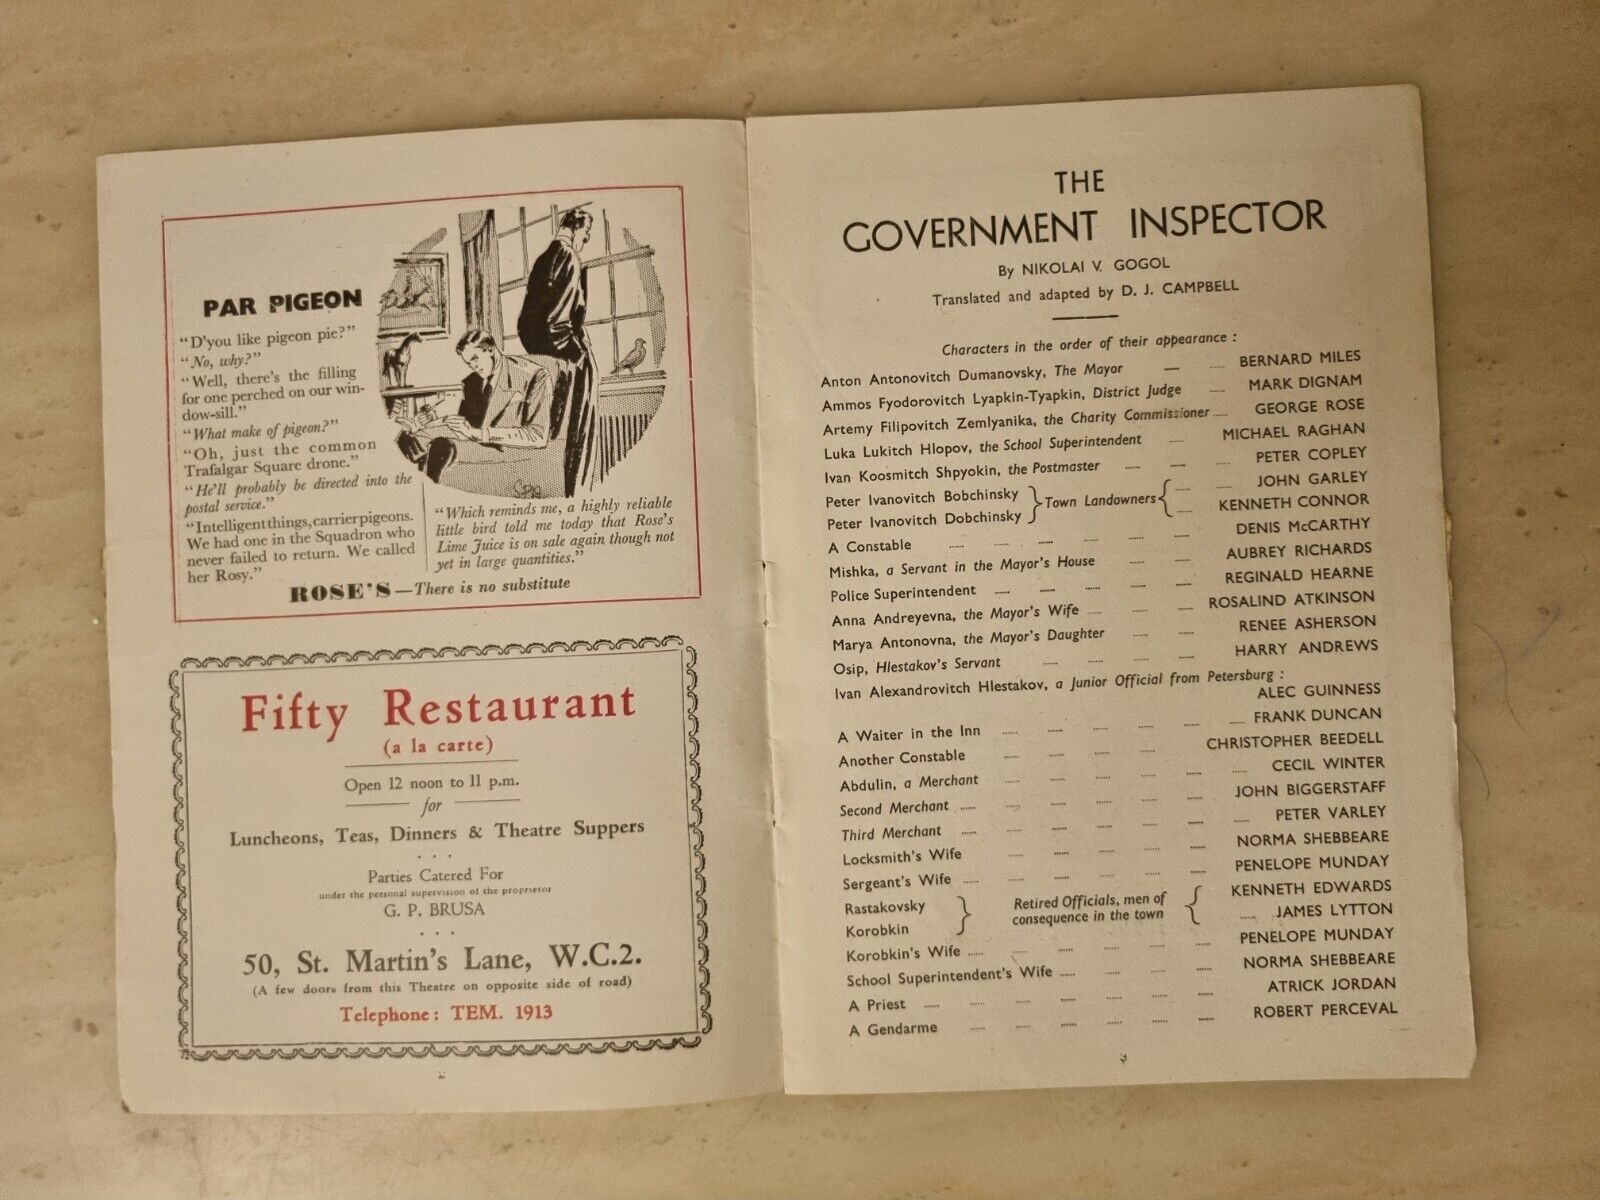 PAR PIGEON
"D'you like pigeon pie?"
"No, why?"
"Well, there's the filling
for one perched on our win-
dow-sill."
"What make of pigeon?"
"Oh, just the common
Trafalgar Square drone."
"He'll probably be directed into the
postal service."
"Intelligent things, carrier pigeons.
We had one in the Squadron who
never failed to return. We called
her Rosy."
"Which reminds me, a highly reliable
little bird told me today that Rose's
Lime Juice is on sale again though not
yet in large quantities."
ROSE'S—There is no substitute
Fifty Restaurant
(a la carte)
Open 12 noon to 11 p.m.
for
Luncheons, Teas, Dinners & Theatre Suppers
Parties Catered For
under the personal supervision of the proprietor
G. P. BRUSA
50, St. Martin's Lane, W.C.2.
(A few doors from this Theatre on opposite side of road)
Telephone: TEM. 1913
THE
GOVERNMENT INSPECTOR
By NIKOLAI V. GOGOL
Translated and adapted by D. J. CAMPBELL
Characters in the order of their appearance :
Anton Antonovitch Dumanovsky, The Mayor BERNARD MILES
Ammos Fyodorovitch Lyapkin-Tyapkin, District Judge MARK DIGNAM
Artemy Filipovitch Zemlyanika, the Charity Commissioner GEORGE ROSE
Luka Lukitch Hlopov, the School Superintendent MICHAEL RAGHAN
Ivan Koosmitch Shpyokin, the Postmaster PETER COPLEY
Peter Ivanovitch Bobchinsky } Town Landowners { JOHN GARLEY
Peter Ivanovitch Dobchinsky KENNETH CONNOR
A Constable DENIS McCARTHY
Mishka, a Servant in the Mayor's House AUBREY RICHARDS
Police Superintendent REGINALD HEARNE
Anna Andreyevna, the Mayor's Wife ROSALIND ATKINSON
Marya Antonovna, the Mayor's Daughter RENEE ASHERSON
Osip, Hlestakov's Servant HARRY ANDREWS
Ivan Alexandrovitch Hlestakov, a Junior Official from Petersburg :
ALEC GUINNESS
A Waiter in the Inn FRANK DUNCAN
Another Constable CHRISTOPHER BEEDELL
Abdulin, a Merchant CECIL WINTER
Second Merchant JOHN BIGGERSTAFF
Third Merchant PETER VARLEY
Locksmith's Wife NORMA SHEBBEARE
Sergeant's Wife PENELOPE MUNDAY
Rastakovsky } Retired Officials, men of { KENNETH EDWARDS
Korobkin consequence in the town JAMES LYTTON
Korobkin's Wife PENELOPE MUNDAY
School Superintendent's Wife NORMA SHEBBEARE
A Priest ATRICK JORDAN
A Gendarme ROBERT PERCEVAL